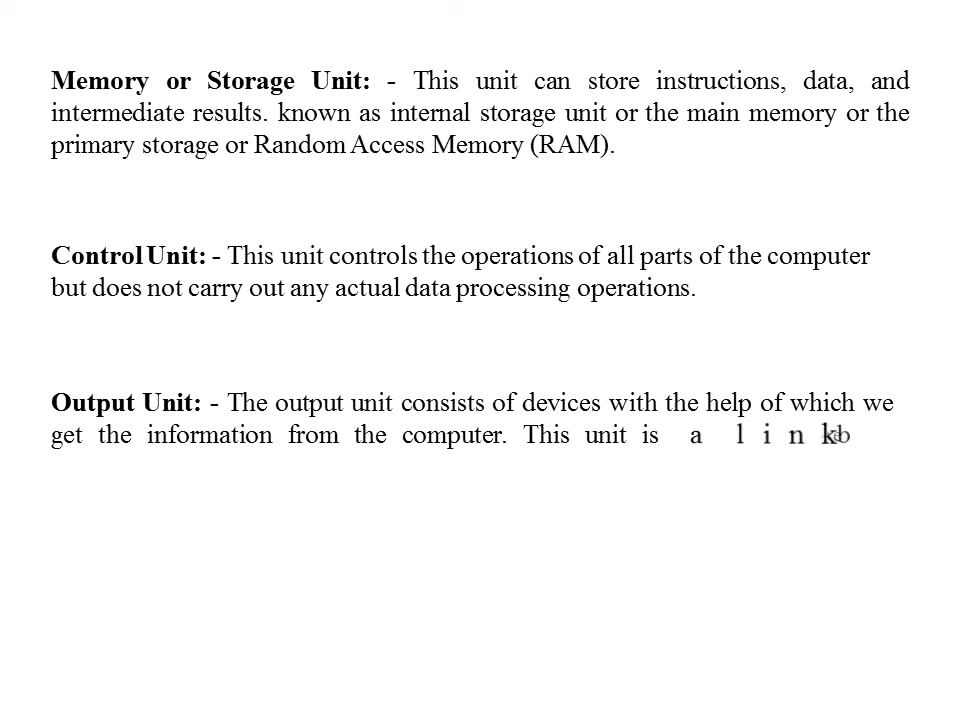 Memory or Storage Unit: - This unit can store instructions, data, and
intermediate results. known as internal storage unit or the main memory or the
primary storage or Random Access Memory (RAM).
Control Unit: - This unit controls the operations of all parts of the computer
but does not carry out any actual data processing operations.
Output Unit: - The output unit consists of devices with the help of which we
get the information from the computer. This unit is a link